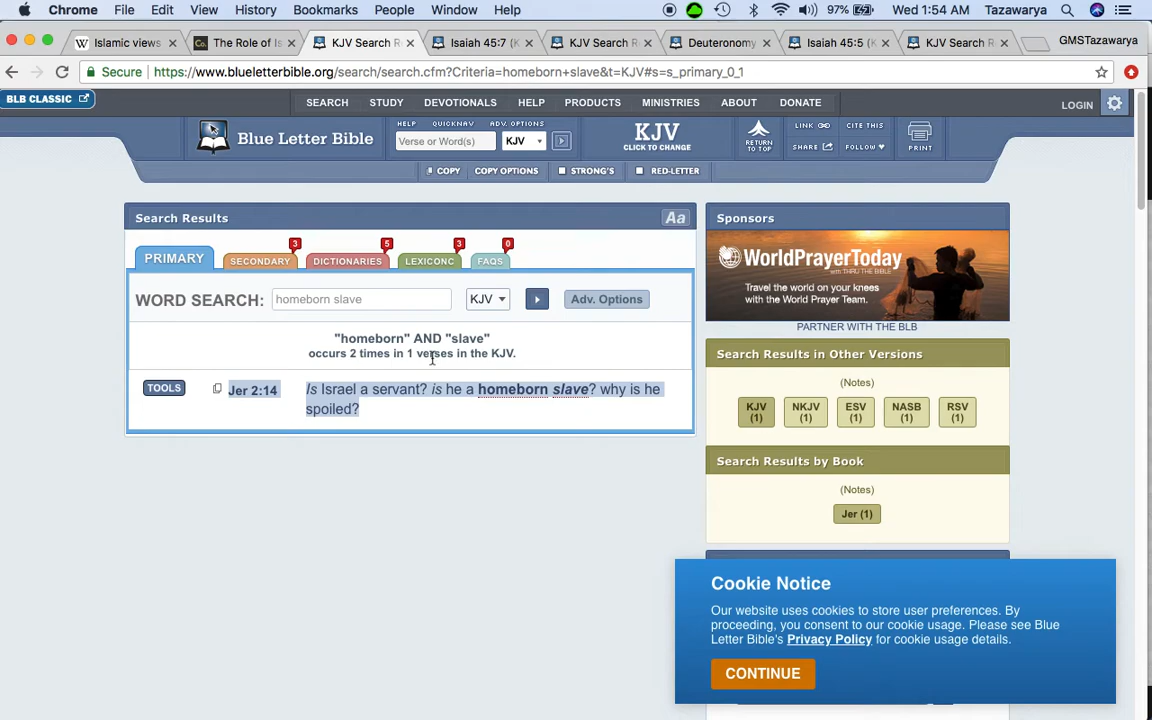 Chrome File Edit View History Bookmarks People Window Help 97% Wed 1:54 AM Tazawarya
Islamic views
The Role of Is
KJV Search R
Isaiah 45:7 (K
KJV Search R
Deuteronomy
Isaiah 45:5 (K
KJV Search R
GMSTazawarya
Secure https://www.blueletterbible.org/search/search.cfm?Criteria=homeborn+slave&t=KJV#s=s_primary_0_1
BLB CLASSIC
SEARCH STUDY DEVOTIONALS HELP PRODUCTS MINISTRIES ABOUT DONATE
LOGIN
Blue Letter Bible
HELP QUICKNAV ADV. OPTIONS
Verse or Word(s) KJV
KJV
CLICK TO CHANGE
RETURN
TO TOP
LINK CITE THIS
SHARE FOLLOW
PRINT
COPY COPY OPTIONS STRONG'S RED-LETTER
Search Results Aa
3 5 3 0
PRIMARY SECONDARY DICTIONARIES LEXICONC FAQS
WORD SEARCH: homeborn slave KJV Adv. Options
"homeborn" AND "slave"
occurs 2 times in 1 verses in the KJV.
TOOLS Jer 2:14 Is Israel a servant? is he a homeborn slave? why is he
spoiled?
Sponsors
WorldPrayerToday
with THRU THE BIBLE
Travel the world on your knees
with the World Prayer Team.
PARTNER WITH THE BLB
Search Results in Other Versions
(Notes)
KJV NKJV ESV NASB RSV
(1) (1) (1) (1) (1)
Search Results by Book
(Notes)
Jer (1)
Cookie Notice
Our website uses cookies to store user preferences. By
proceeding, you consent to our cookie usage. Please see Blue
Letter Bible's Privacy Policy for cookie usage details.
CONTINUE